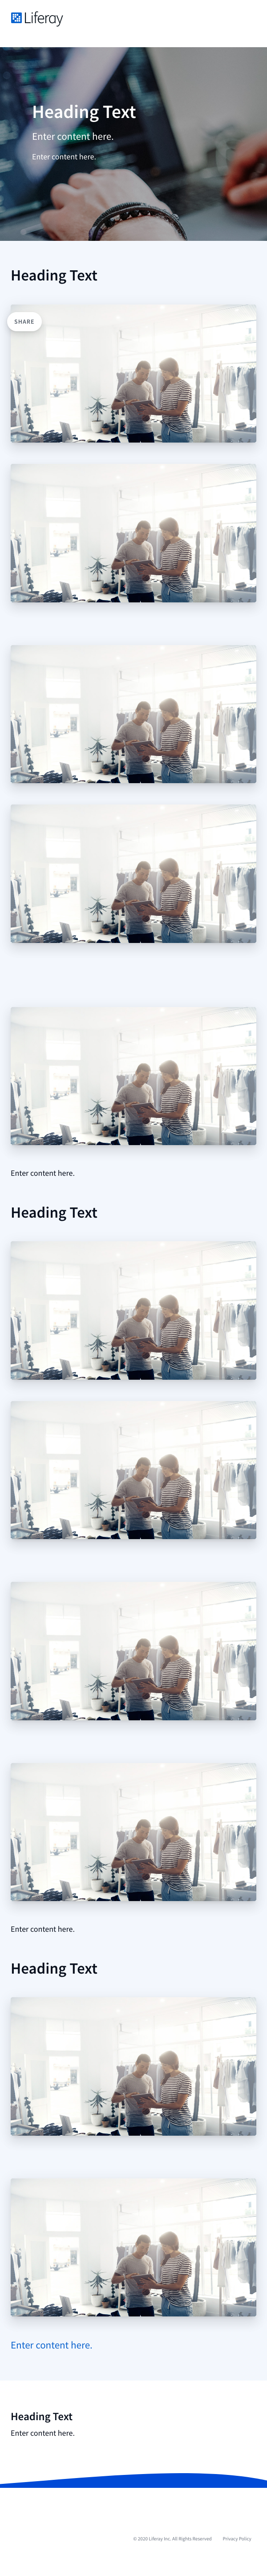 Liferay
Heading Text
Enter content here.
Enter content here.
Heading Text
SHARE
Enter content here.
Heading Text
Enter content here.
Heading Text
Enter content here.
Heading Text
Enter content here.
© 2020 Liferay Inc. All Rights Reserved Privacy Policy